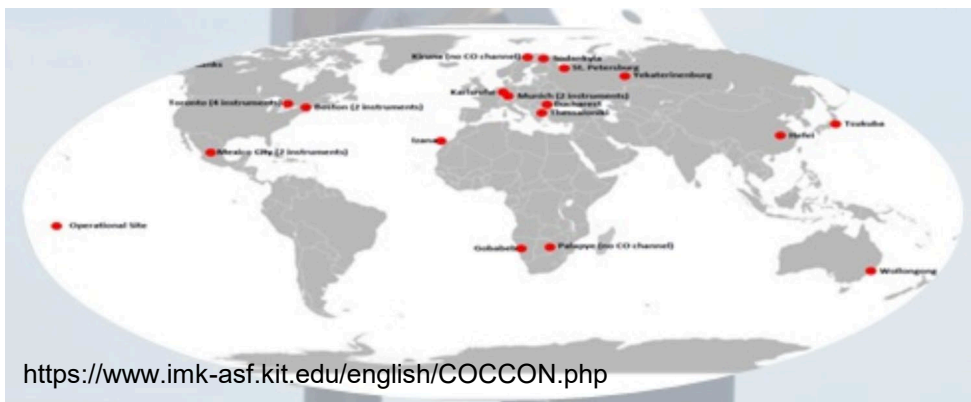 Kiruna (no CO channel)
Sodankyla
St. Petersburg
Yekaterinenburg
Karlsruhe
Munich (2 instruments)
Bucharest
Thessaloniki
Toronto (4 instruments)
Boston (2 instruments)
Tsukuba
Hefei
Izana
Mexico City (2 instruments)
Operational Site
Gobabeb
Palapye (no CO channel)
Wollongong
https://www.imk-asf.kit.edu/english/COCCON.php